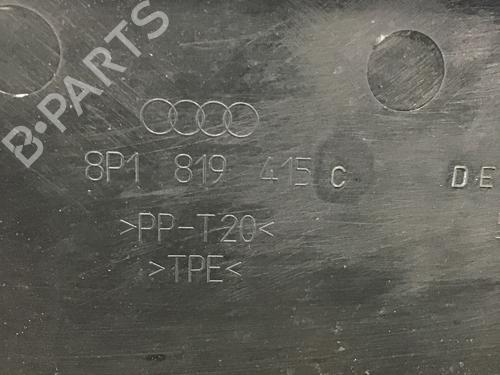 B-PARTS
8P1 819 415 C DE
>PP-T20<
>TPE<